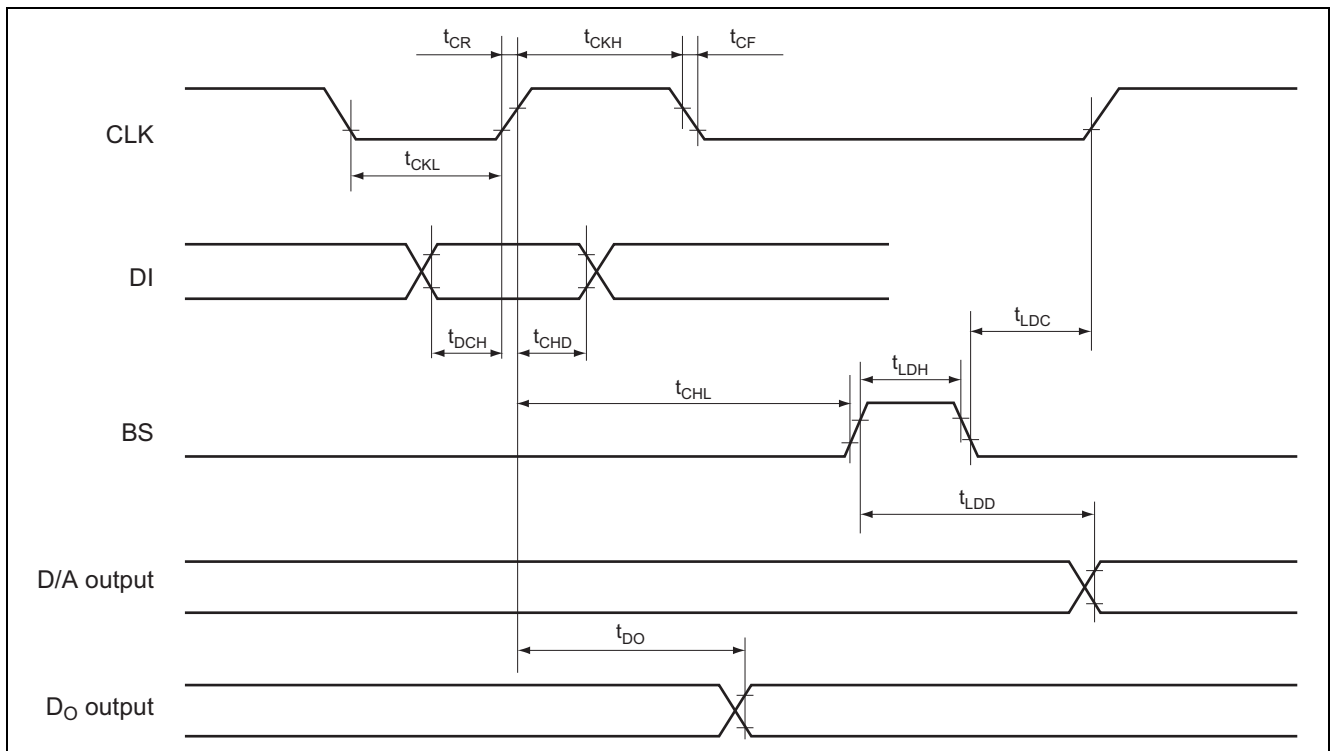 tCR tCKH tCF
CLK
tCKL
DI
tDCH tCHD tLDC
tLDH
tCHL
BS
tLDD
D/A output
tDO
DO output